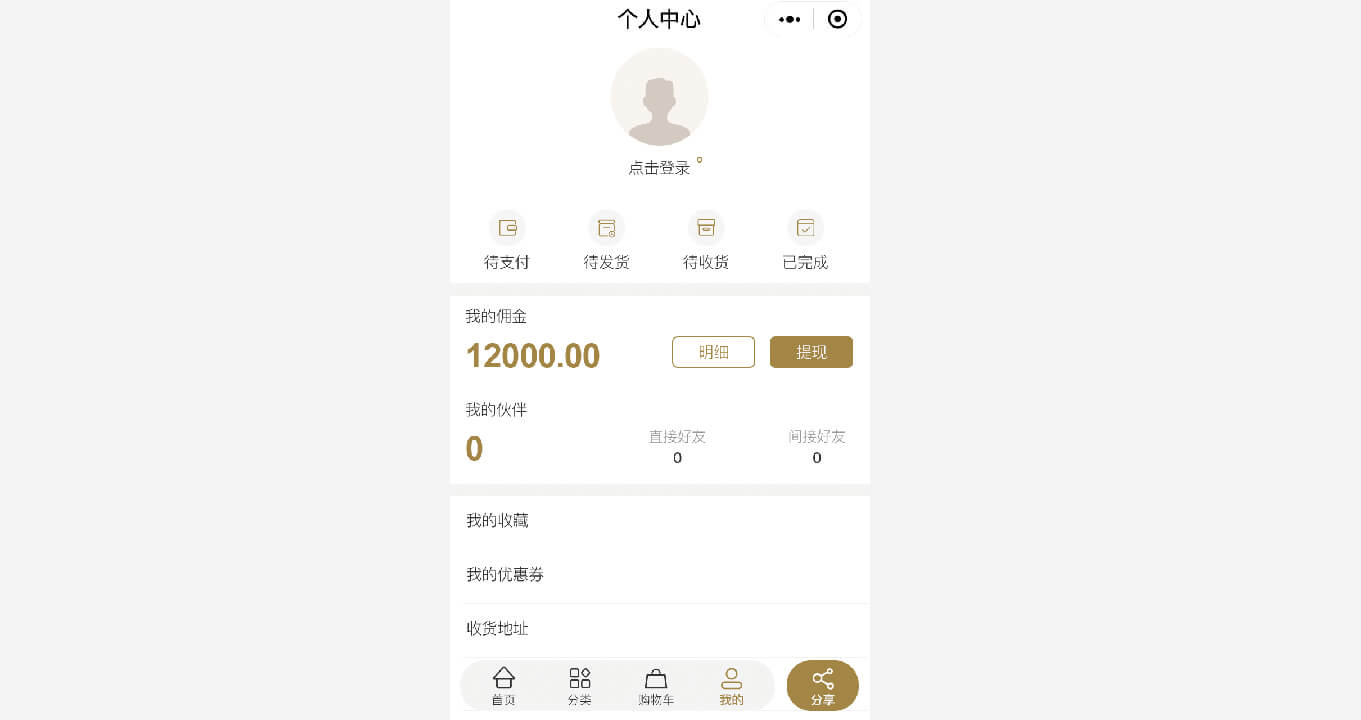 个人中心
点击登录
待支付 待发货 待收货 已完成
我的佣金
12000.00 明细 提现
我的伙伴
直接好友 间接好友
0 0 0
我的收藏
我的优惠券
收货地址
首页 分类 购物车 我的 分享